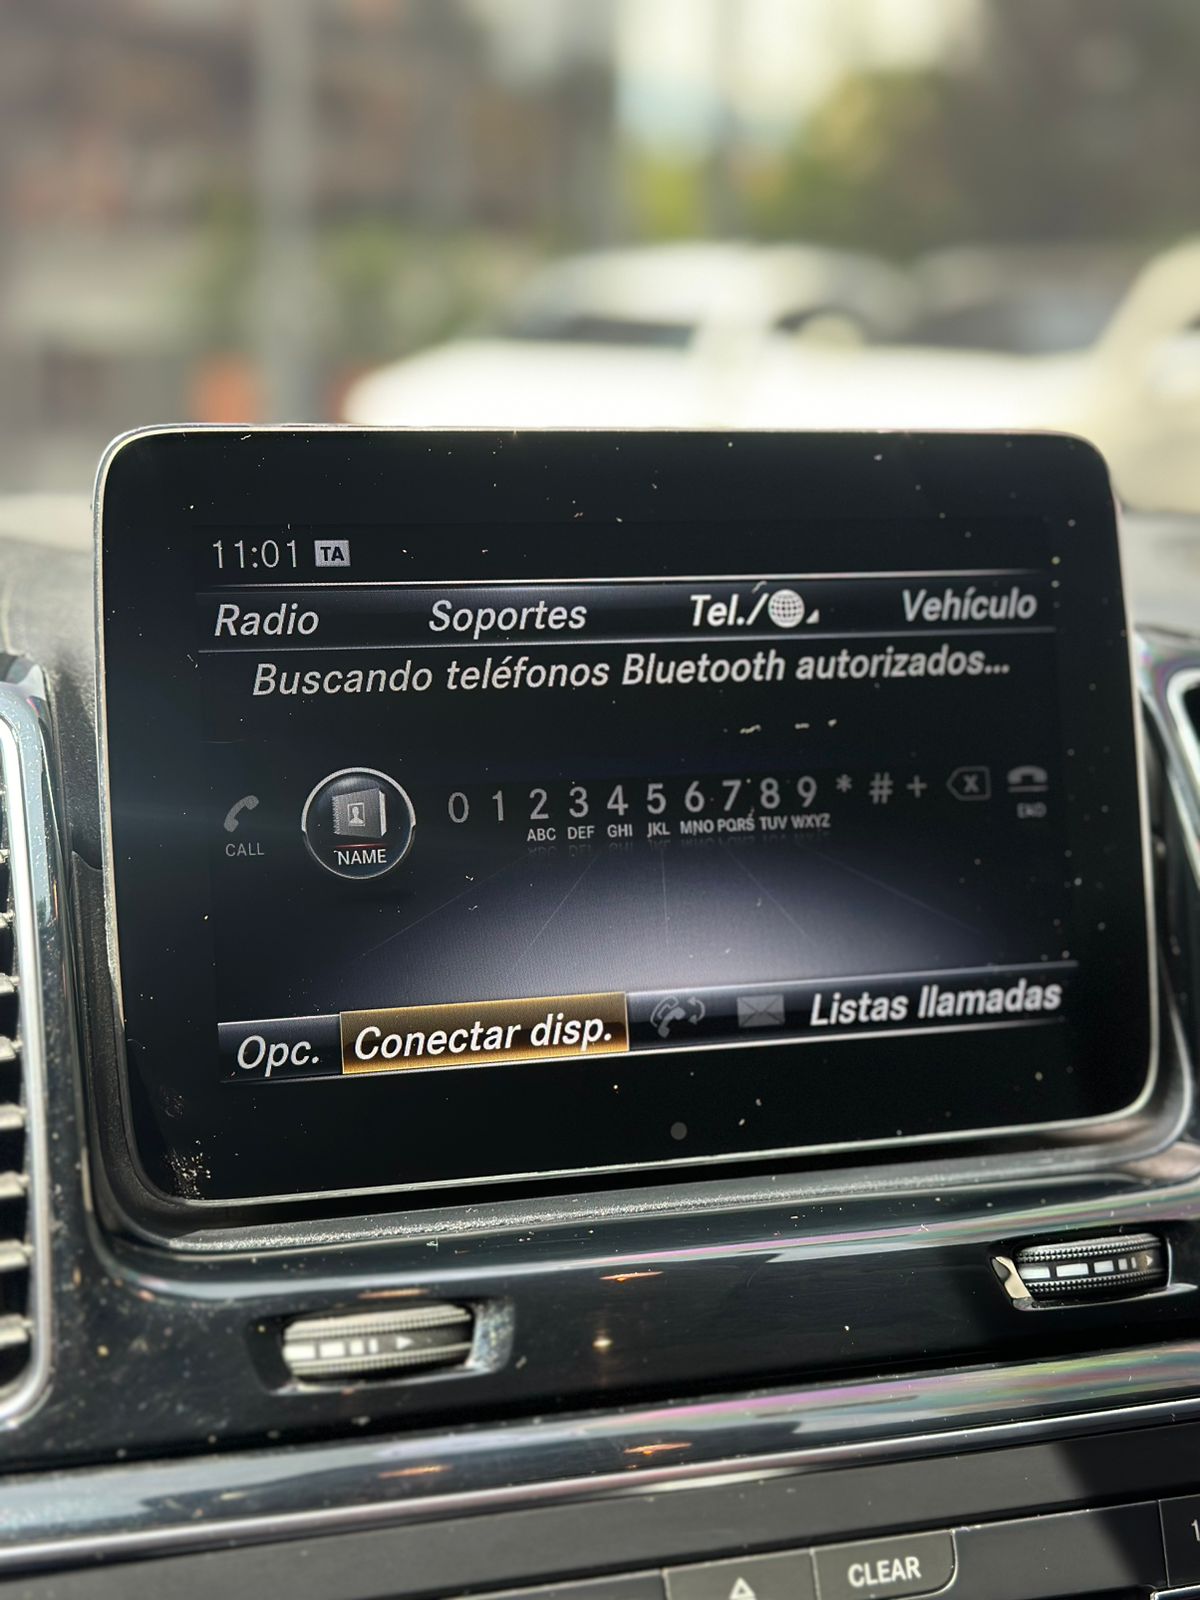 11:01 TA
Radio Soportes Tel./ Vehículo
Buscando teléfonos Bluetooth autorizados...
CALL NAME 0 1 2 3 4 5 6 7 8 9 * # + END
ABC DEF GHI JKL MNO PQRS TUV WXYZ
Opc. Conectar disp. Listas llamadas
CLEAR